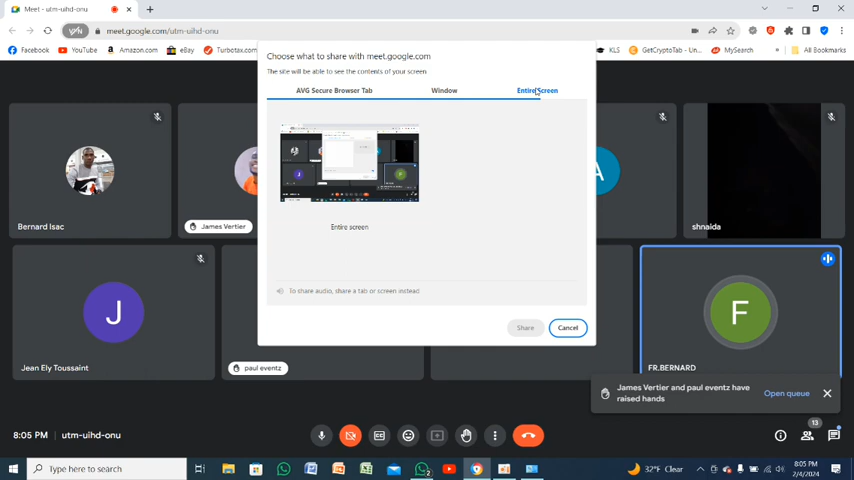 Meet - utm-uihd-onu
VPN
meet.google.com/utm-uihd-onu
Facebook
YouTube
Amazon.com
eBay
Turbotax.com
KLS
GetCryptoTab - Un...
MySearch
»
All Bookmarks
Choose what to share with meet.google.com
The site will be able to see the contents of your screen
AVG Secure Browser Tab
Window
Entire Screen
Entire screen
To share audio, share a tab or screen instead
Share
Cancel
Bernard Isac
James Vertier
A
shnaida
J
Jean Ely Toussaint
paul eventz
F
FR.BERNARD
James Vertier and paul eventz have
raised hands
Open queue
8:05 PM | utm-uihd-onu
13
Type here to search
2
32°F Clear
8:05 PM
2/4/2024